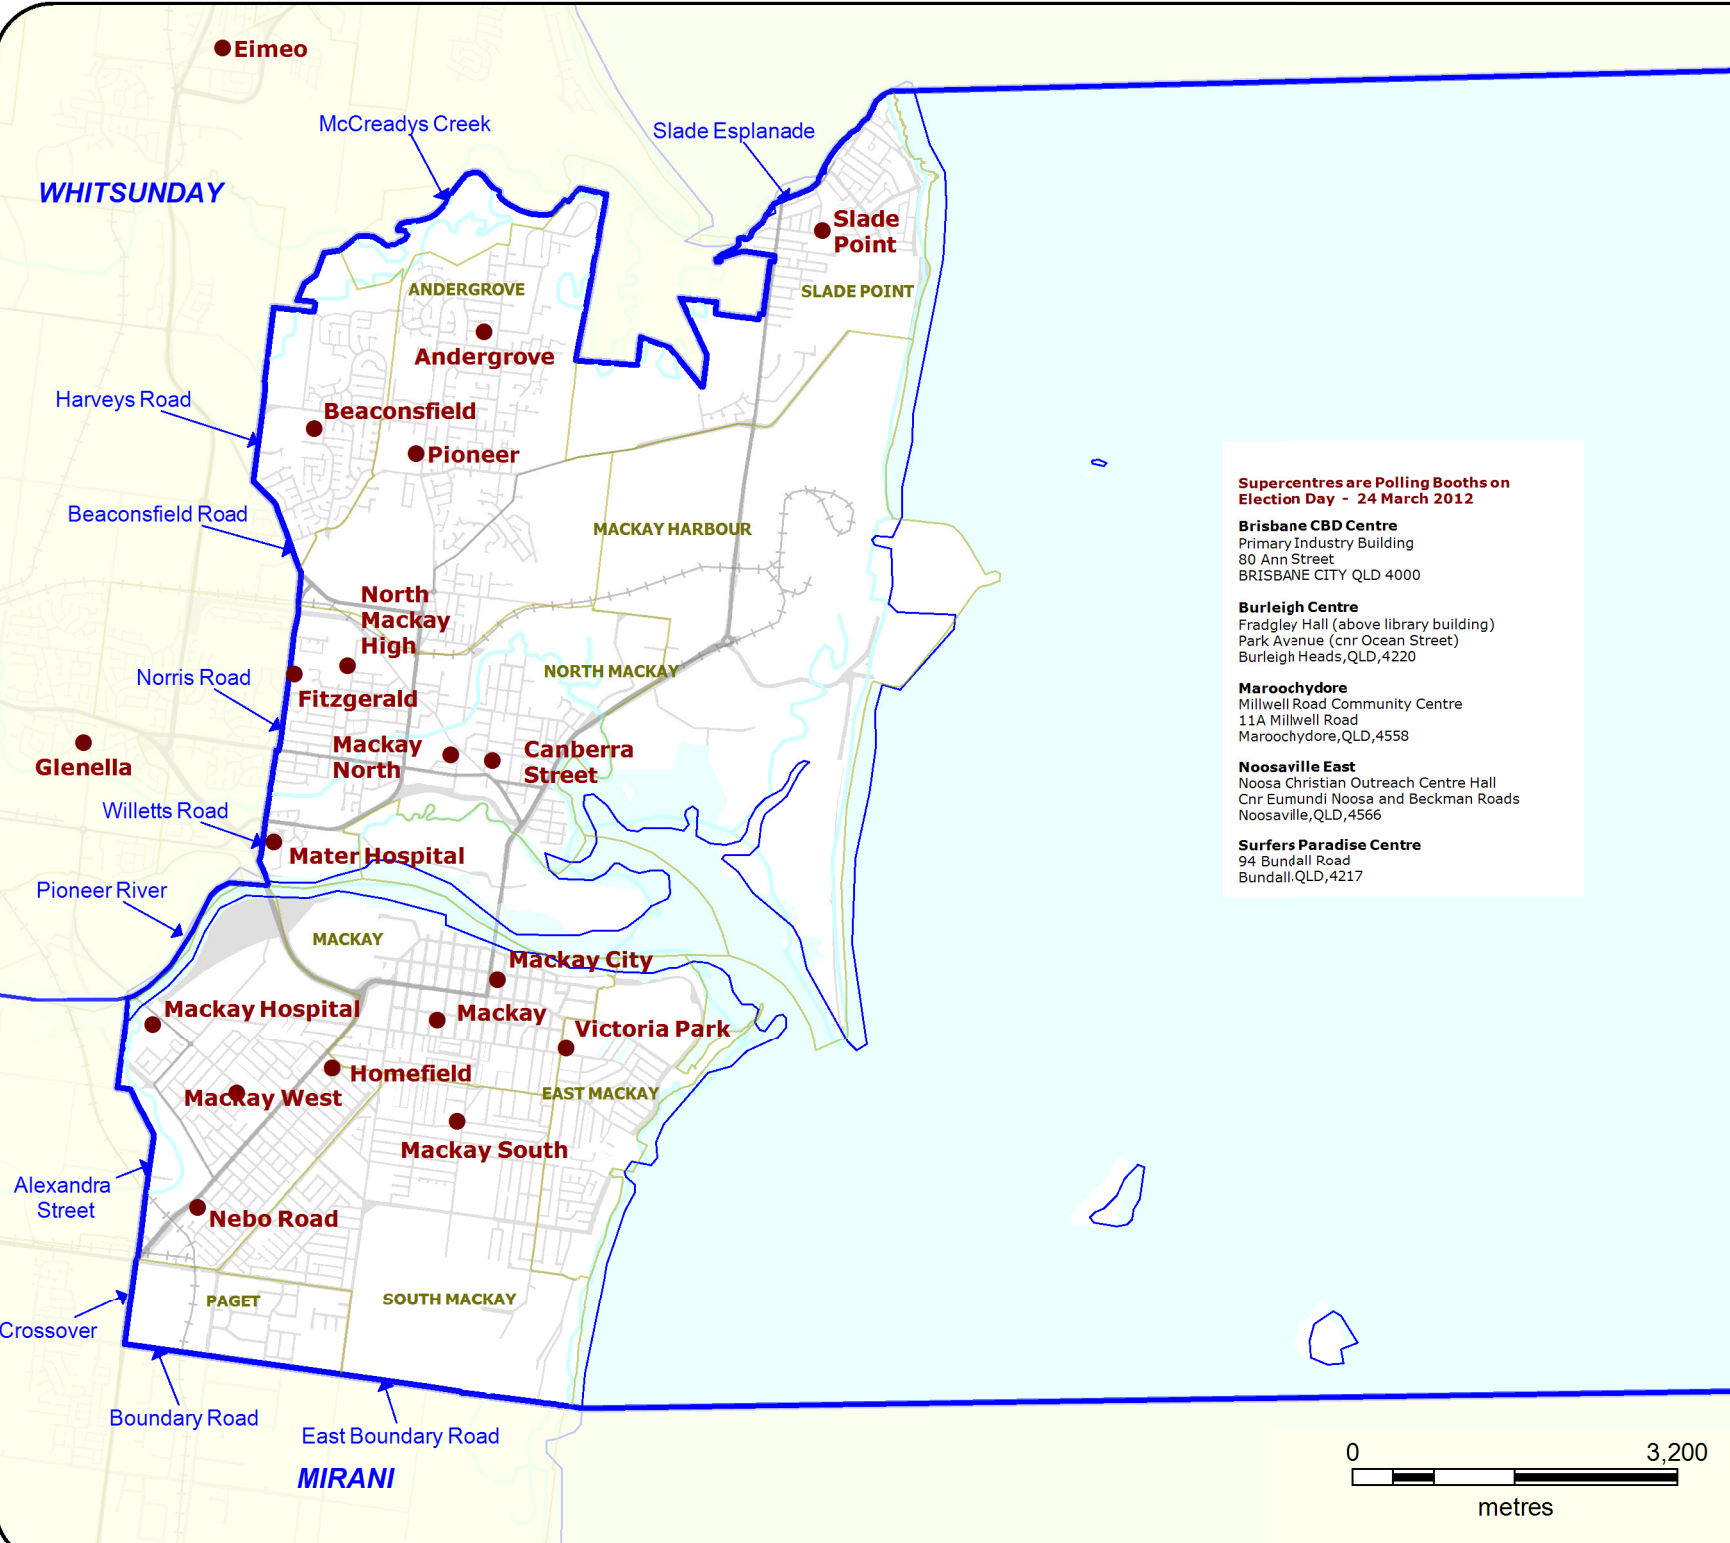 Eimeo
McCreadys Creek
Slade Esplanade
WHITSUNDAY
Slade
Point
ANDERGROVE
SLADE POINT
Andergrove
Harveys Road
Beaconsfield
Pioneer
Beaconsfield Road
MACKAY HARBOUR
North
Mackay
High
Norris Road
NORTH MACKAY
Fitzgerald
Glenella
Mackay
North
Canberra
Street
Willetts Road
Mater Hospital
Pioneer River
MACKAY
Mackay City
Mackay Hospital
Mackay
Victoria Park
Homefield
Mackay West
EAST MACKAY
Mackay South
Alexandra
Street
Nebo Road
PAGET
SOUTH MACKAY
Crossover
Boundary Road
East Boundary Road
MIRANI
Supercentres are Polling Booths on
Election Day - 24 March 2012
Brisbane CBD Centre
Primary Industry Building
80 Ann Street
BRISBANE CITY QLD 4000
Burleigh Centre
Fradgley Hall (above library building)
Park Avenue (cnr Ocean Street)
Burleigh Heads,QLD,4220
Maroochydore
Millwell Road Community Centre
11A Millwell Road
Maroochydore,QLD,4558
Noosaville East
Noosa Christian Outreach Centre Hall
Cnr Eumundi Noosa and Beckman Roads
Noosaville,QLD,4566
Surfers Paradise Centre
94 Bundall Road
Bundall,QLD,4217
0 3,200
metres